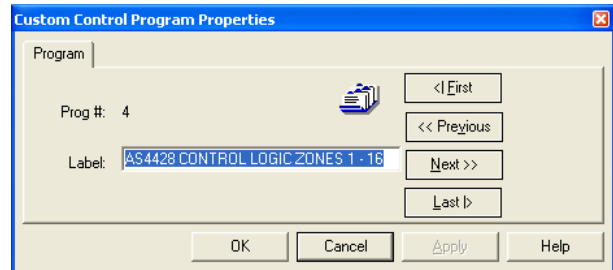 Custom Control Program Properties
Program
Prog #: 4
Label: AS4428 CONTROL LOGIC ZONES 1 - 16
<| First
<< Previous
Next >>
Last |>
OK Cancel Apply Help